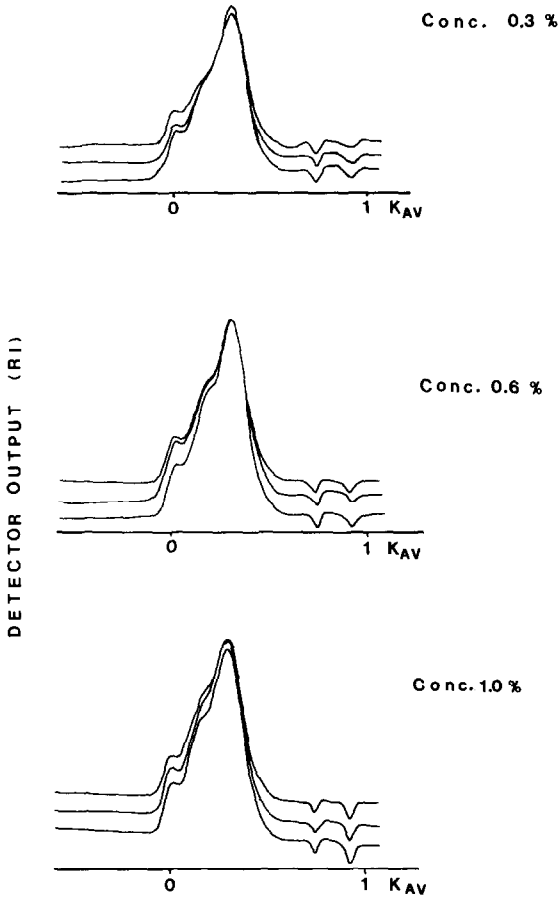 Conc. 0.3 %
0 1 KAV
DETECTOR OUTPUT (RI)
Conc. 0.6 %
0 1 KAV
Conc. 1.0 %
0 1 KAV